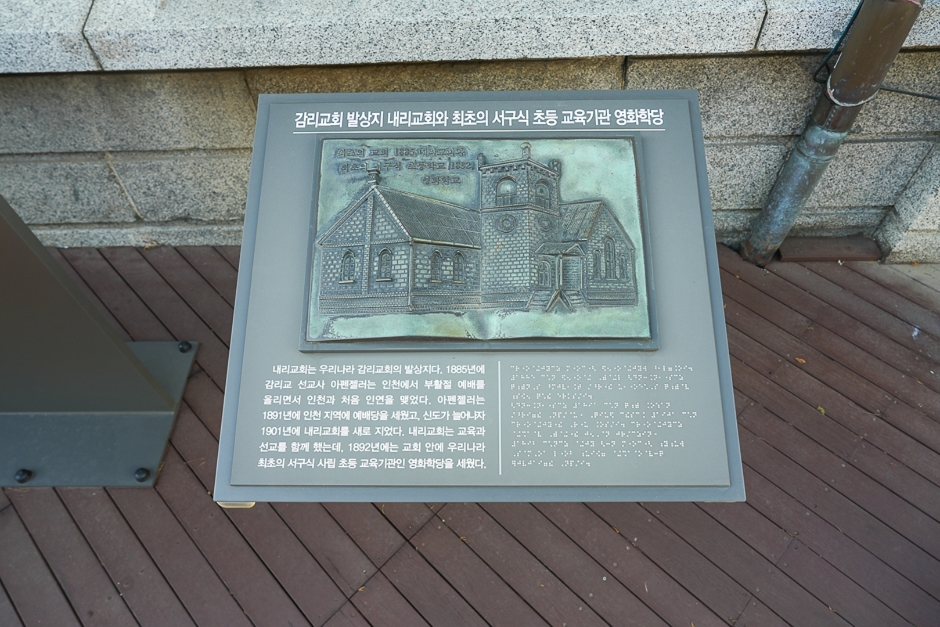 감리교회 발상지 내리교회와 최초의 서구식 초등 교육기관 영화학당
내리교회는 우리나라 감리교회의 발상지다. 1885년에
감리교 선교사 아펜젤러는 인천에서 부활절 예배를
올리면서 인천과 처음 인연을 맺었다. 아펜젤러는
1891년에 인천 지역에 예배당을 세웠고, 신도가 늘어나자
1901년에 내리교회를 새로 지었다. 내리교회는 교육과
선교를 함께 했는데, 1892년에는 교회 안에 우리나라
최초의 서구식 사립 초등 교육기관인 영화학당을 세웠다.